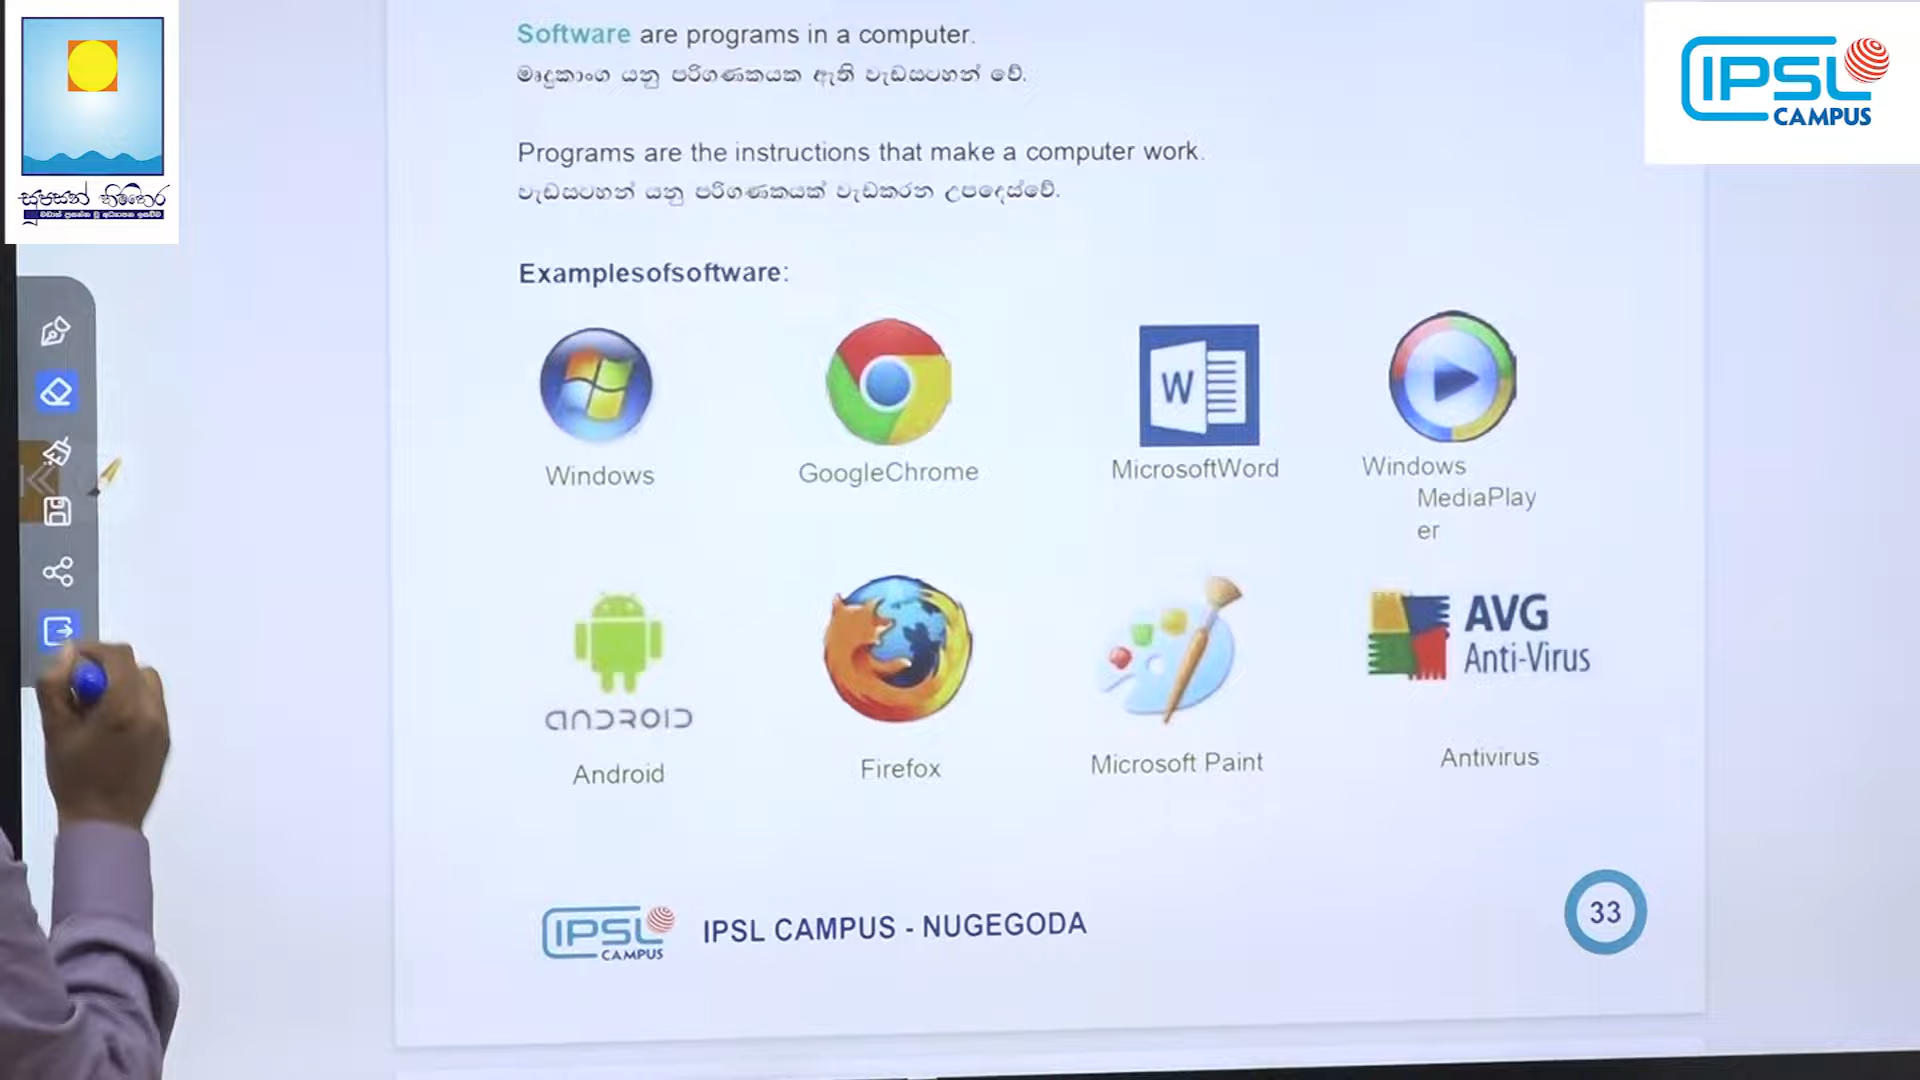 Software are programs in a computer.
මෘදුකාංග යනු පරිගණකයක ඇති වැඩසටහන් වේ.
Programs are the instructions that make a computer work.
වැඩසටහන් යනු පරිගණකයක් වැඩකරන උපදෙස්වේ.
Examplesofsoftware:
Windows
GoogleChrome
W
MicrosoftWord
Windows
MediaPlay
er
ANDROID
Android
Firefox
Microsoft Paint
AVG
Anti-Virus
Antivirus
IPSL
CAMPUS
IPSL CAMPUS - NUGEGODA
33
IPSL
CAMPUS